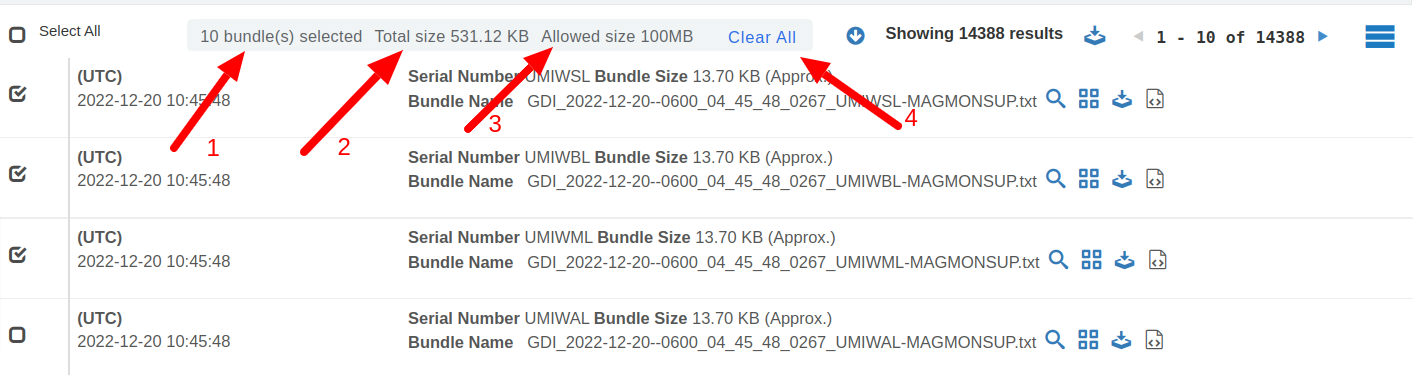 Select All
10 bundle(s) selected Total size 531.12 KB Allowed size 100MB Clear All
Showing 14388 results
1 - 10 of 14388
1
2
3
4
(UTC)
2022-12-20 10:45:48
Serial Number UMIWSL Bundle Size 13.70 KB (Approx.)
Bundle Name GDI_2022-12-20--0600_04_45_48_0267_UMIWSL-MAGMONSUP.txt
(UTC)
2022-12-20 10:45:48
Serial Number UMIWBL Bundle Size 13.70 KB (Approx.)
Bundle Name GDI_2022-12-20--0600_04_45_48_0267_UMIWBL-MAGMONSUP.txt
(UTC)
2022-12-20 10:45:48
Serial Number UMIWML Bundle Size 13.70 KB (Approx.)
Bundle Name GDI_2022-12-20--0600_04_45_48_0267_UMIWML-MAGMONSUP.txt
(UTC)
2022-12-20 10:45:48
Serial Number UMIWAL Bundle Size 13.70 KB (Approx.)
Bundle Name GDI_2022-12-20--0600_04_45_48_0267_UMIWAL-MAGMONSUP.txt